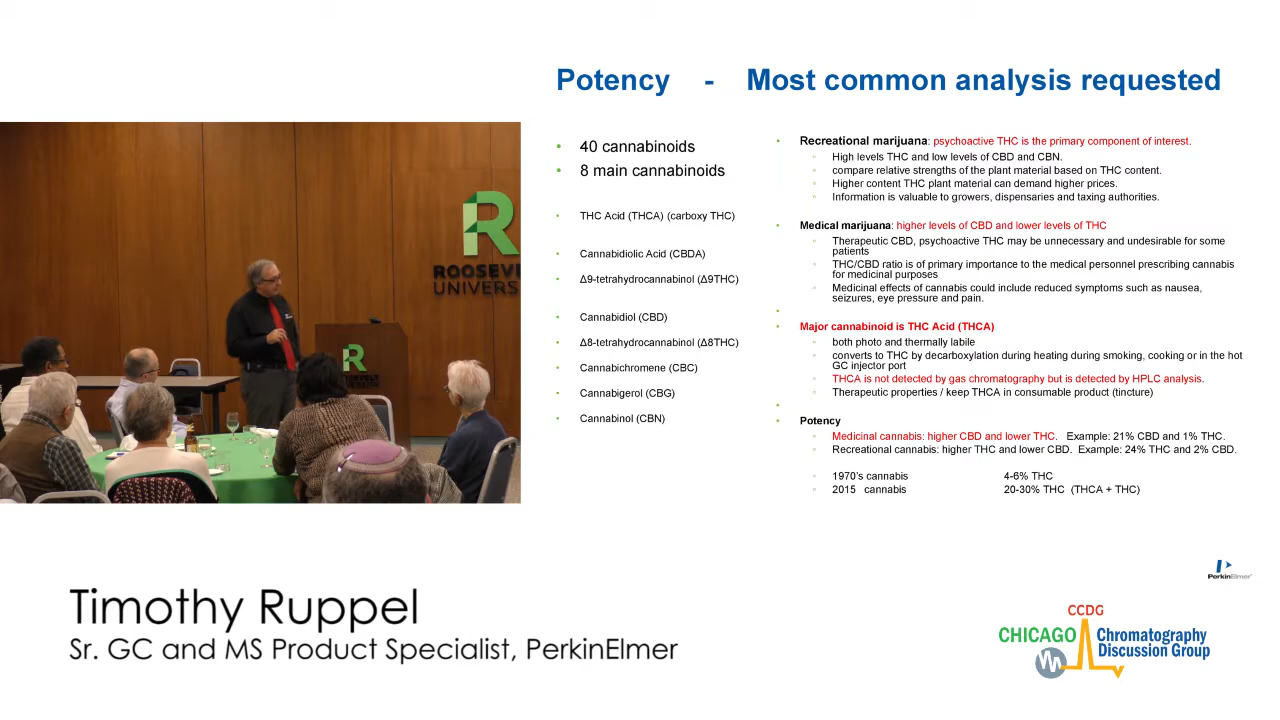 Potency - Most common analysis requested
40 cannabinoids
8 main cannabinoids
THC Acid (THCA) (carboxy THC)
Cannabidiolic Acid (CBDA)
Δ9-tetrahydrocannabinol (Δ9THC)
Cannabidiol (CBD)
Δ8-tetrahydrocannabinol (Δ8THC)
Cannabichromene (CBC)
Cannabigerol (CBG)
Cannabinol (CBN)
Recreational marijuana: psychoactive THC is the primary component of interest.
High levels THC and low levels of CBD and CBN.
compare relative strengths of the plant material based on THC content.
Higher content THC plant material can demand higher prices.
Information is valuable to growers, dispensaries and taxing authorities.
Medical marijuana: higher levels of CBD and lower levels of THC
Therapeutic CBD, psychoactive THC may be unnecessary and undesirable for some
patients
THC/CBD ratio is of primary importance to the medical personnel prescribing cannabis
for medicinal purposes
Medicinal effects of cannabis could include reduced symptoms such as nausea,
seizures, eye pressure and pain.
Major cannabinoid is THC Acid (THCA)
both photo and thermally labile
converts to THC by decarboxylation during heating during smoking, cooking or in the hot
GC injector port
THCA is not detected by gas chromatography but is detected by HPLC analysis.
Therapeutic properties / keep THCA in consumable product (tincture)
Potency
Medicinal cannabis: higher CBD and lower THC. Example: 21% CBD and 1% THC.
Recreational cannabis: higher THC and lower CBD. Example: 24% THC and 2% CBD.
1970's cannabis 4-6% THC
2015 cannabis 20-30% THC (THCA + THC)
R
ROOSEVE
UNIVERS
R
Timothy Ruppel
Sr. GC and MS Product Specialist, PerkinElmer
PerkinElmer
CCDG
CHICAGO Chromatography
Discussion Group